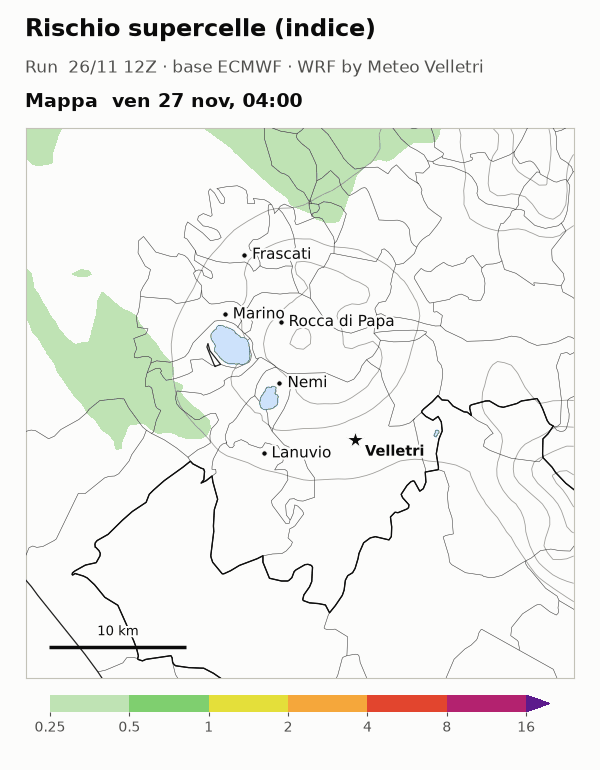 Rischio supercelle (indice)
Run  26/11 12Z · base ECMWF · WRF by Meteo Velletri
Mappa  ven 27 nov, 04:00
Frascati
Marino
Rocca di Papa
Nemi
Velletri
Lanuvio
10 km
0.25 0.5 1 2 4 8 16